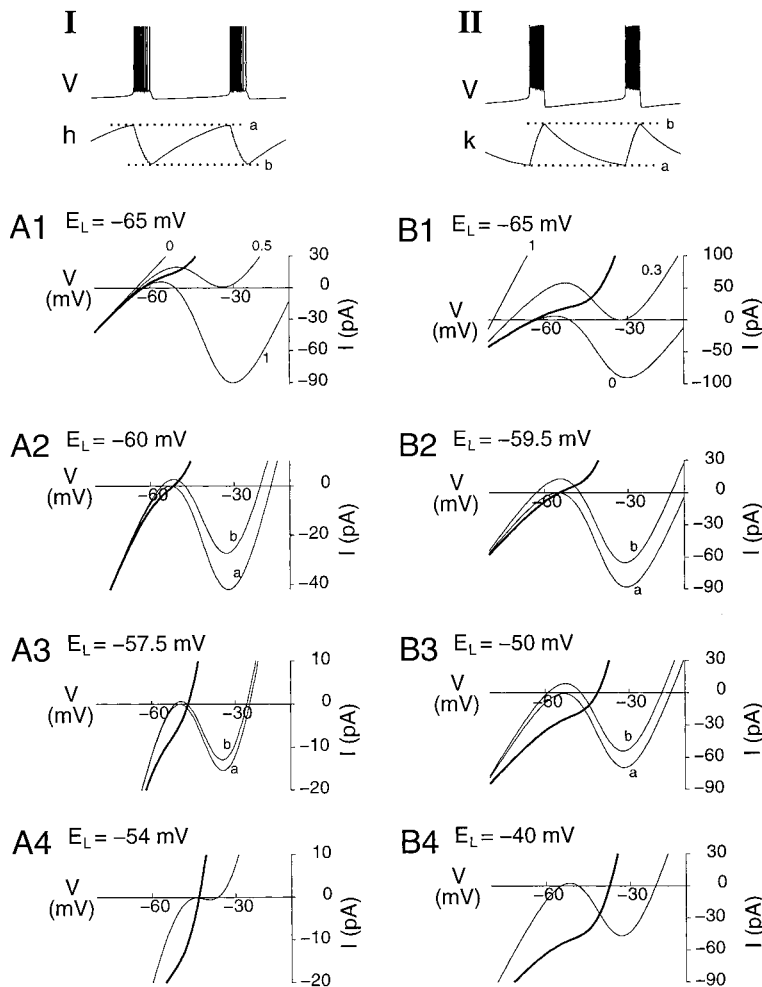 I
II
V
V
h
a
b
k
b
a
A1 E_L = −65 mV
0
0.5
30
V
(mV)
−60
−30
0
−30
−60
−90
1
I (pA)
B1 E_L = −65 mV
1
0.3
100
50
V
(mV)
−60
−30
0
−50
−100
0
I (pA)
A2 E_L = −60 mV
V
(mV)
−60
−30
0
−20
−40
b
a
I (pA)
B2 E_L = −59.5 mV
30
V
(mV)
−60
−30
0
−30
−60
−90
b
a
I (pA)
A3 E_L = −57.5 mV
10
V
(mV)
−60
−30
0
−10
−20
b
a
I (pA)
B3 E_L = −50 mV
30
V
(mV)
−60
−30
0
−30
−60
−90
b
a
I (pA)
A4 E_L = −54 mV
10
V
(mV)
−60
−30
0
−10
−20
I (pA)
B4 E_L = −40 mV
30
V
(mV)
−60
−30
0
−30
−60
−90
I (pA)